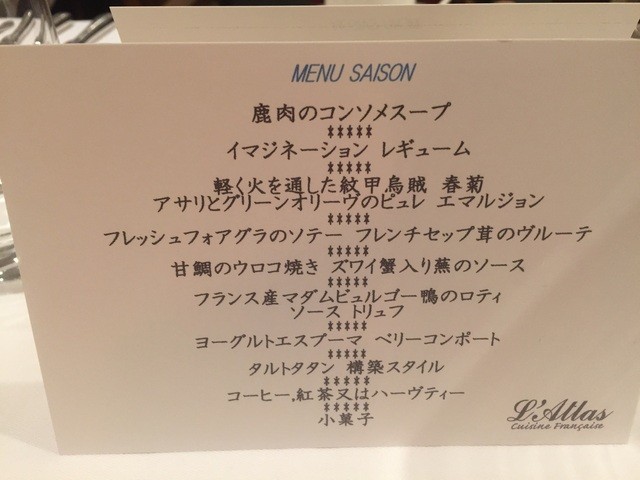 MENU SAISON
鹿肉のコンソメスープ
*****
イマジネーション レギューム
*****
軽く火を通した紋甲烏賊 春菊
アサリとグリーンオリーヴのピュレ エマルジョン
*****
フレッシュフォアグラのソテー フレンチセップ茸のヴルーテ
*****
甘鯛のウロコ焼き ズワイ蟹入り蕪のソース
*****
フランス産マダムビュルゴー鴨のロティ
ソース トリュフ
*****
ヨーグルトエスプーマ ベリーコンポート
*****
タルトタタン 構築スタイル
*****
コーヒー,紅茶又はハーヴティー
*****
小菓子
L'Allas
Cuisine Française